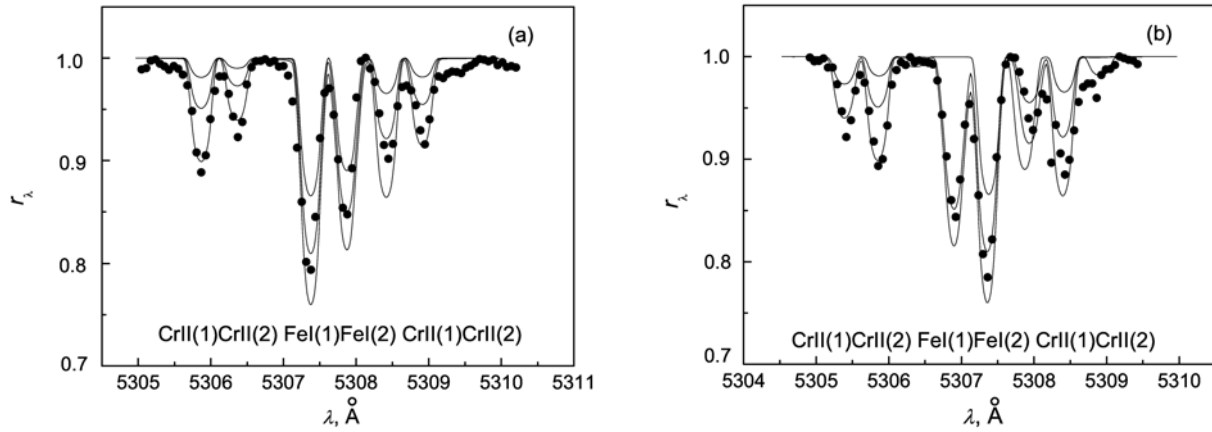 (a)
1.0
0.9
0.8
0.7
r_λ
CrII(1)CrII(2) FeI(1)FeI(2) CrII(1)CrII(2)
5305 5306 5307 5308 5309 5310 5311
λ, Å
(b)
1.0
0.9
0.8
0.7
r_λ
CrII(1)CrII(2) FeI(1)FeI(2) CrII(1)CrII(2)
5304 5305 5306 5307 5308 5309 5310
λ, Å